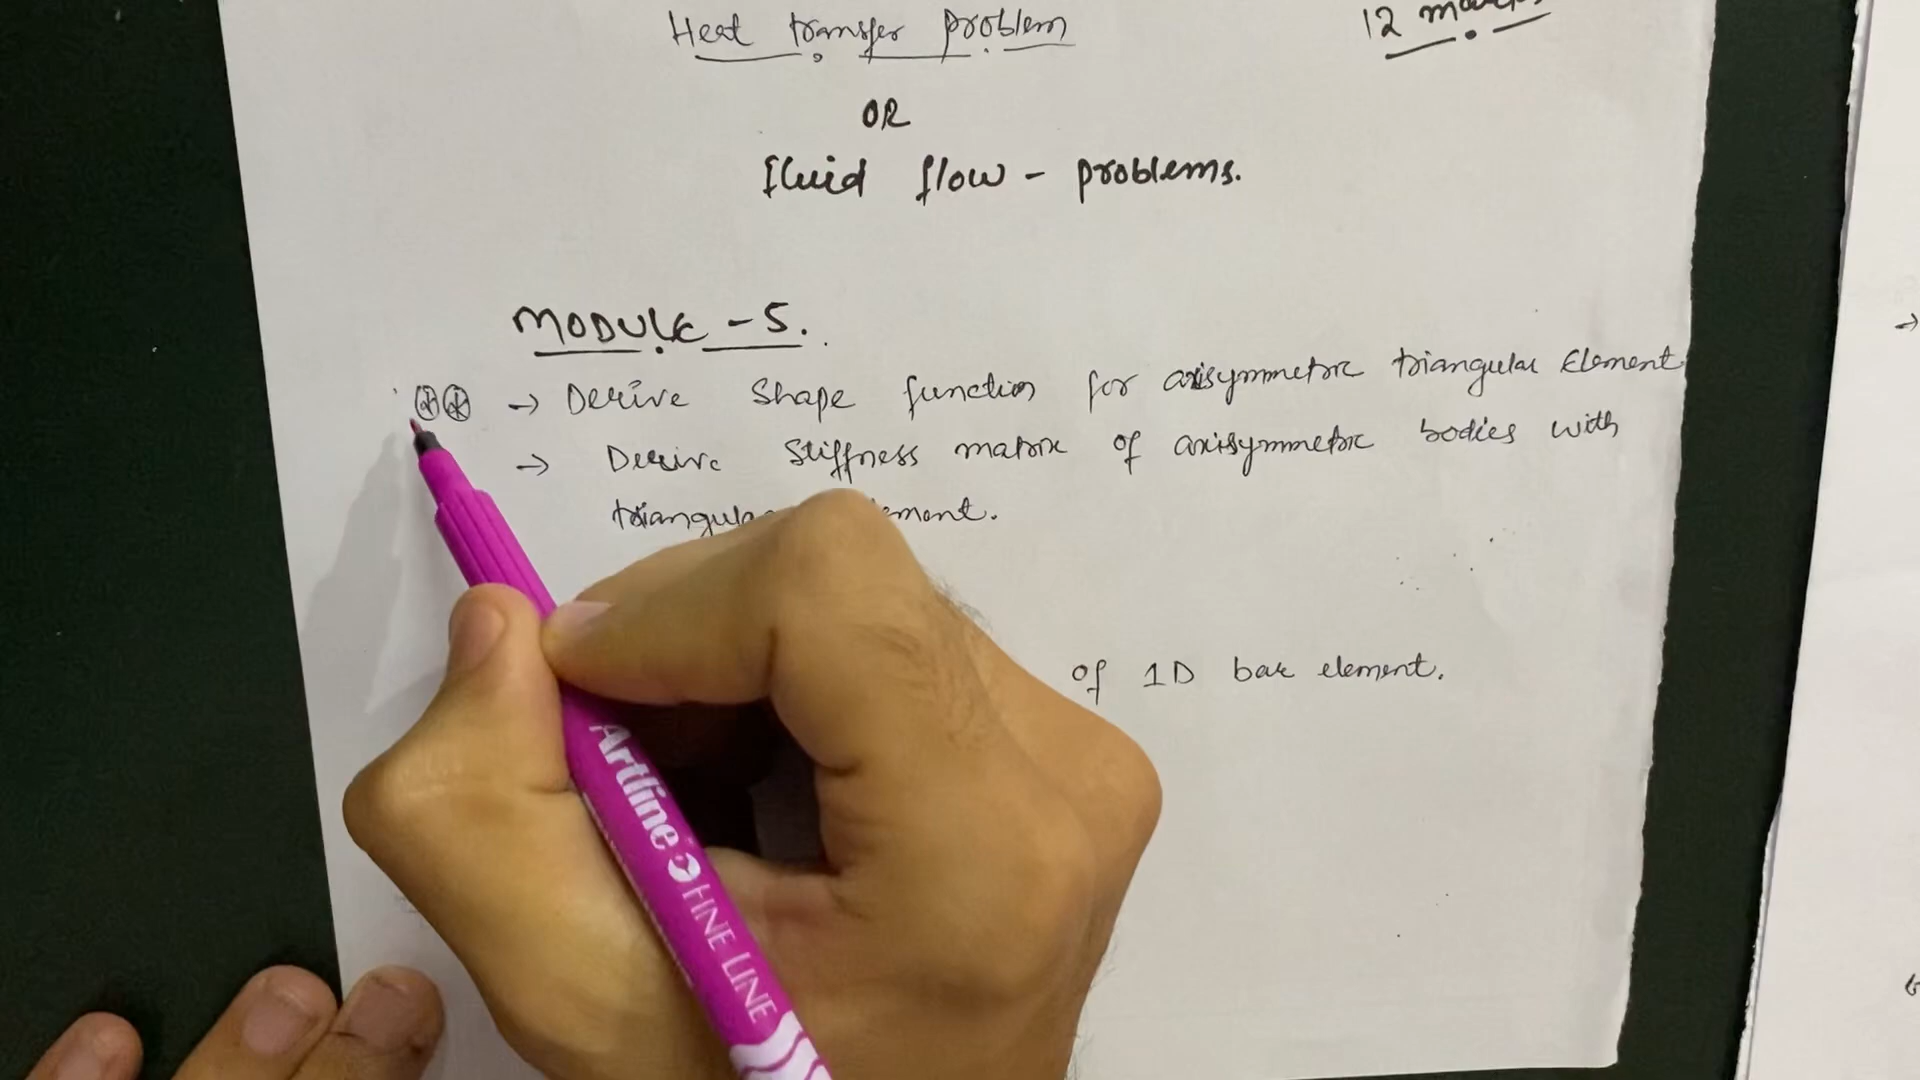 Heat transfer problem
12 marks
OR
fluid flow - problems.
MODULE - 5.
→ Derive Shape function for axisymmetric triangular Element
→ Derive Stiffness matrix of axisymmetric bodies with
of 1D bar element.
Artline FINE LINE